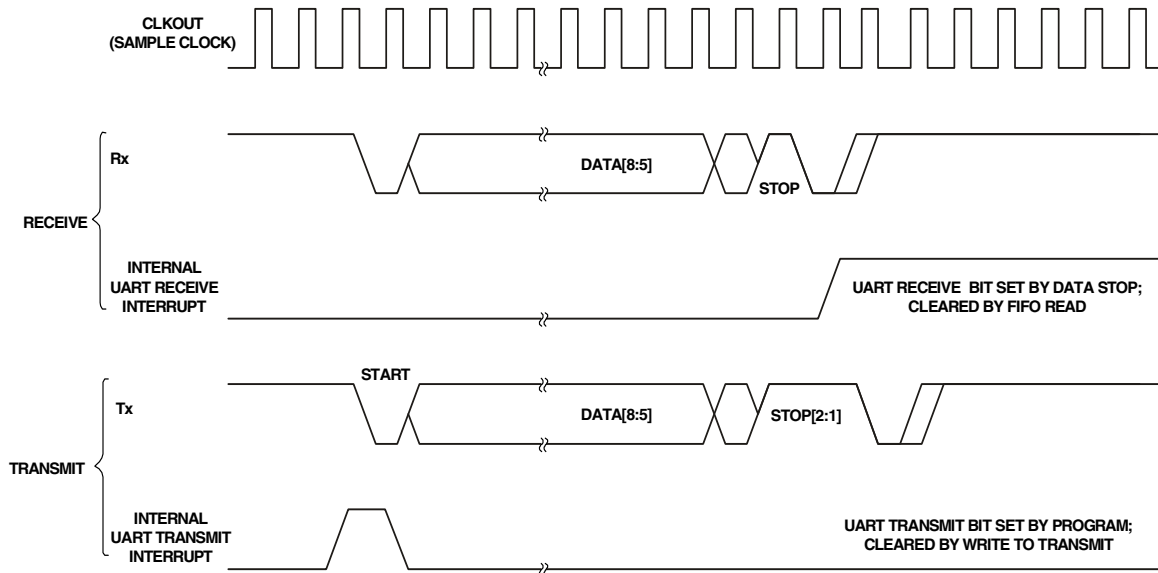 CLKOUT
(SAMPLE CLOCK)
Rx
DATA[8:5]
STOP
RECEIVE
INTERNAL
UART RECEIVE
INTERRUPT
UART RECEIVE BIT SET BY DATA STOP;
CLEARED BY FIFO READ
START
Tx
DATA[8:5]
STOP[2:1]
TRANSMIT
INTERNAL
UART TRANSMIT
INTERRUPT
UART TRANSMIT BIT SET BY PROGRAM;
CLEARED BY WRITE TO TRANSMIT